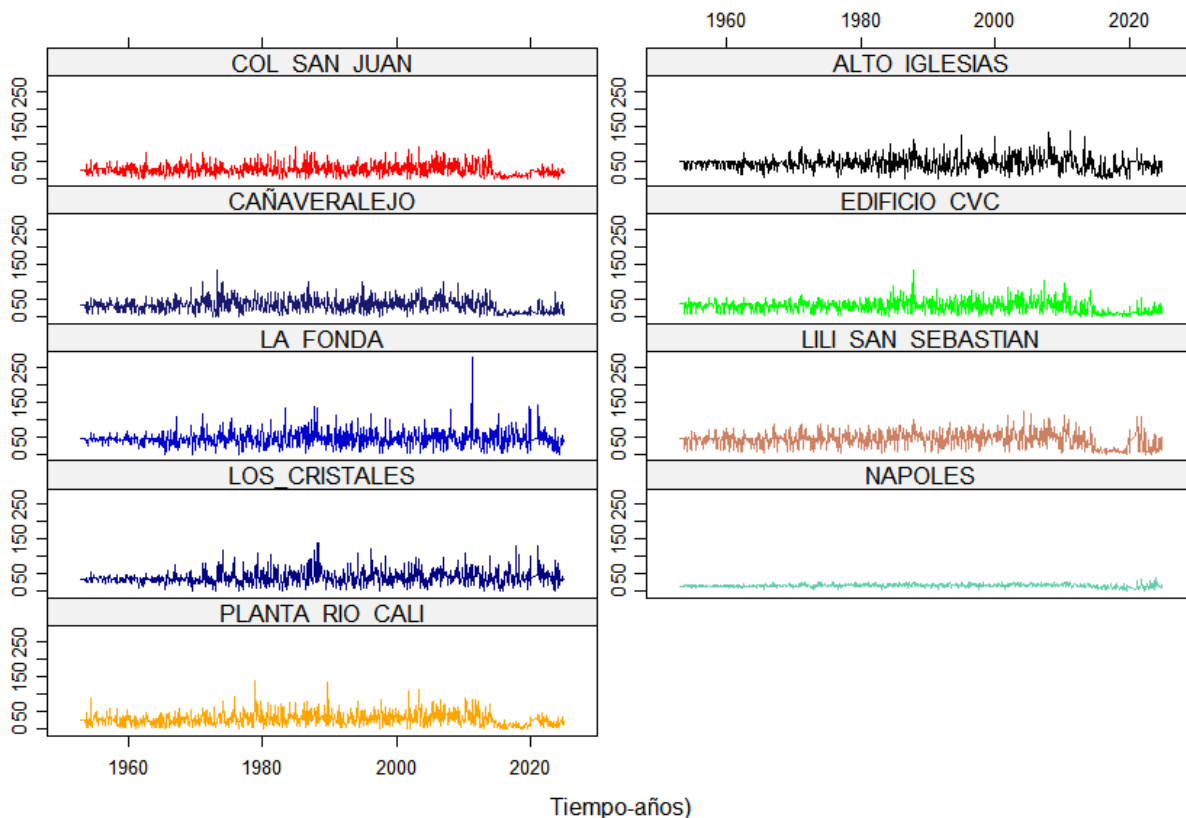 1960 1980 2000 2020
COL SAN JUAN
0 50 150 250
ALTO IGLESIAS
0 50 150 250
CAÑAVERALEJO
0 50 150 250
EDIFICIO CVC
0 50 150 250
LA FONDA
0 50 150 250
LILI SAN SEBASTIAN
0 50 150 250
LOS_CRISTALES
0 50 150 250
NAPOLES
0 50 150 250
PLANTA RIO CALI
0 50 150 250
1960 1980 2000 2020
Tiempo-años)